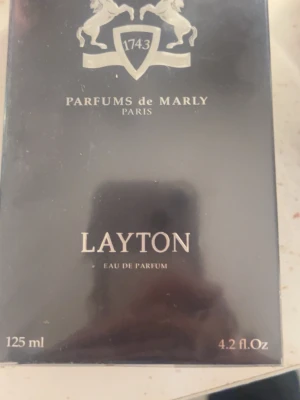 1743
PARFUMS de MARLY
PARIS
LAYTON
EAU DE PARFUM
125 ml
4.2 fl.Oz